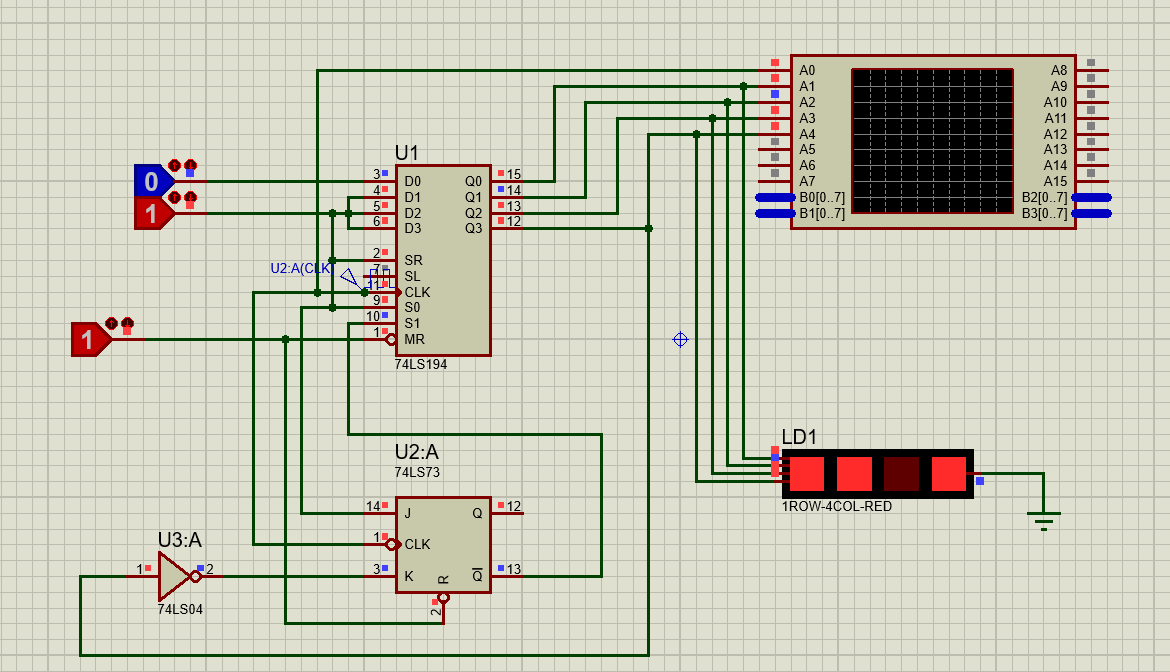 A0 A8
A1 A9
A2 A10
A3 A11
A4 A12
A5 A13
A6 A14
A7 A15
B0[0..7] B2[0..7]
B1[0..7] B3[0..7]
U1
0 3 D0 Q0 15
4 D1 Q1 14
1 5 D2 Q2 13
6 D3 Q3 12
2 SR
U2:A(CLK) 7 SL
11 CLK
9 S0
10 S1
1 1 MR
74LS194
LD1
1ROW-4COL-RED
U2:A
74LS73
14 J Q 12
1 CLK
3 K R Q 13
2
U3:A
1 2
74LS04